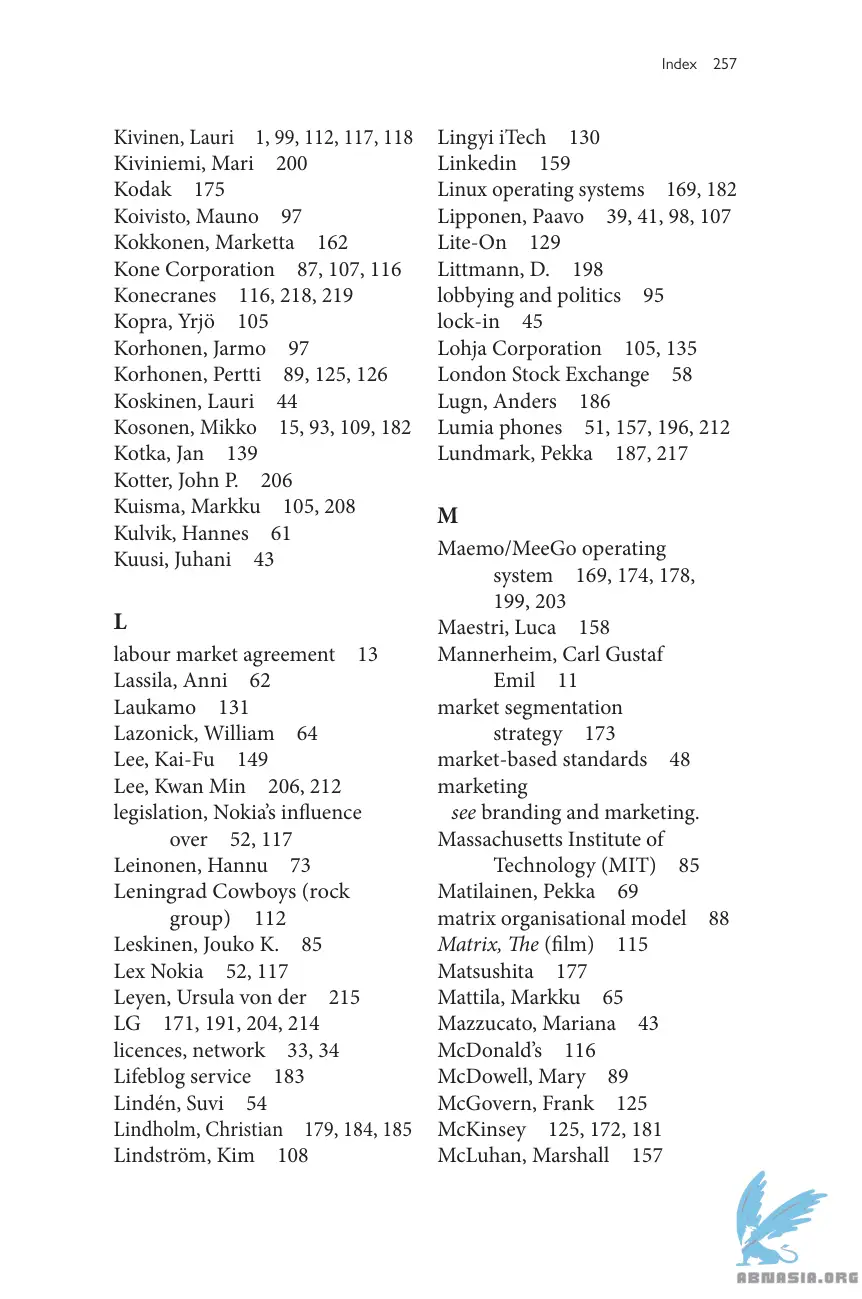 Index 257
Kivinen, Lauri 1, 99, 112, 117, 118
Kiviniemi, Mari 200
Kodak 175
Koivisto, Mauno 97
Kokkonen, Marketta 162
Kone Corporation 87, 107, 116
Konecranes 116, 218, 219
Kopra, Yrjö 105
Korhonen, Jarmo 97
Korhonen, Pertti 89, 125, 126
Koskinen, Lauri 44
Kosonen, Mikko 15, 93, 109, 182
Kotka, Jan 139
Kotter, John P. 206
Kuisma, Markku 105, 208
Kulvik, Hannes 61
Kuusi, Juhani 43
L
labour market agreement 13
Lassila, Anni 62
Laukamo 131
Lazonick, William 64
Lee, Kai-Fu 149
Lee, Kwan Min 206, 212
legislation, Nokia’s influence
over 52, 117
Leinonen, Hannu 73
Leningrad Cowboys (rock
group) 112
Leskinen, Jouko K. 85
Lex Nokia 52, 117
Leyen, Ursula von der 215
LG 171, 191, 204, 214
licences, network 33, 34
Lifeblog service 183
Lindén, Suvi 54
Lindholm, Christian 179, 184, 185
Lindström, Kim 108
Lingyi iTech 130
Linkedin 159
Linux operating systems 169, 182
Lipponen, Paavo 39, 41, 98, 107
Lite-On 129
Littmann, D. 198
lobbying and politics 95
lock-in 45
Lohja Corporation 105, 135
London Stock Exchange 58
Lugn, Anders 186
Lumia phones 51, 157, 196, 212
Lundmark, Pekka 187, 217
M
Maemo/MeeGo operating
system 169, 174, 178,
199, 203
Maestri, Luca 158
Mannerheim, Carl Gustaf
Emil 11
market segmentation
strategy 173
market-based standards 48
marketing
see branding and marketing.
Massachusetts Institute of
Technology (MIT) 85
Matilainen, Pekka 69
matrix organisational model 88
Matrix, The (film) 115
Matsushita 177
Mattila, Markku 65
Mazzucato, Mariana 43
McDonald’s 116
McDowell, Mary 89
McGovern, Frank 125
McKinsey 125, 172, 181
McLuhan, Marshall 157
ABNASIA.ORG